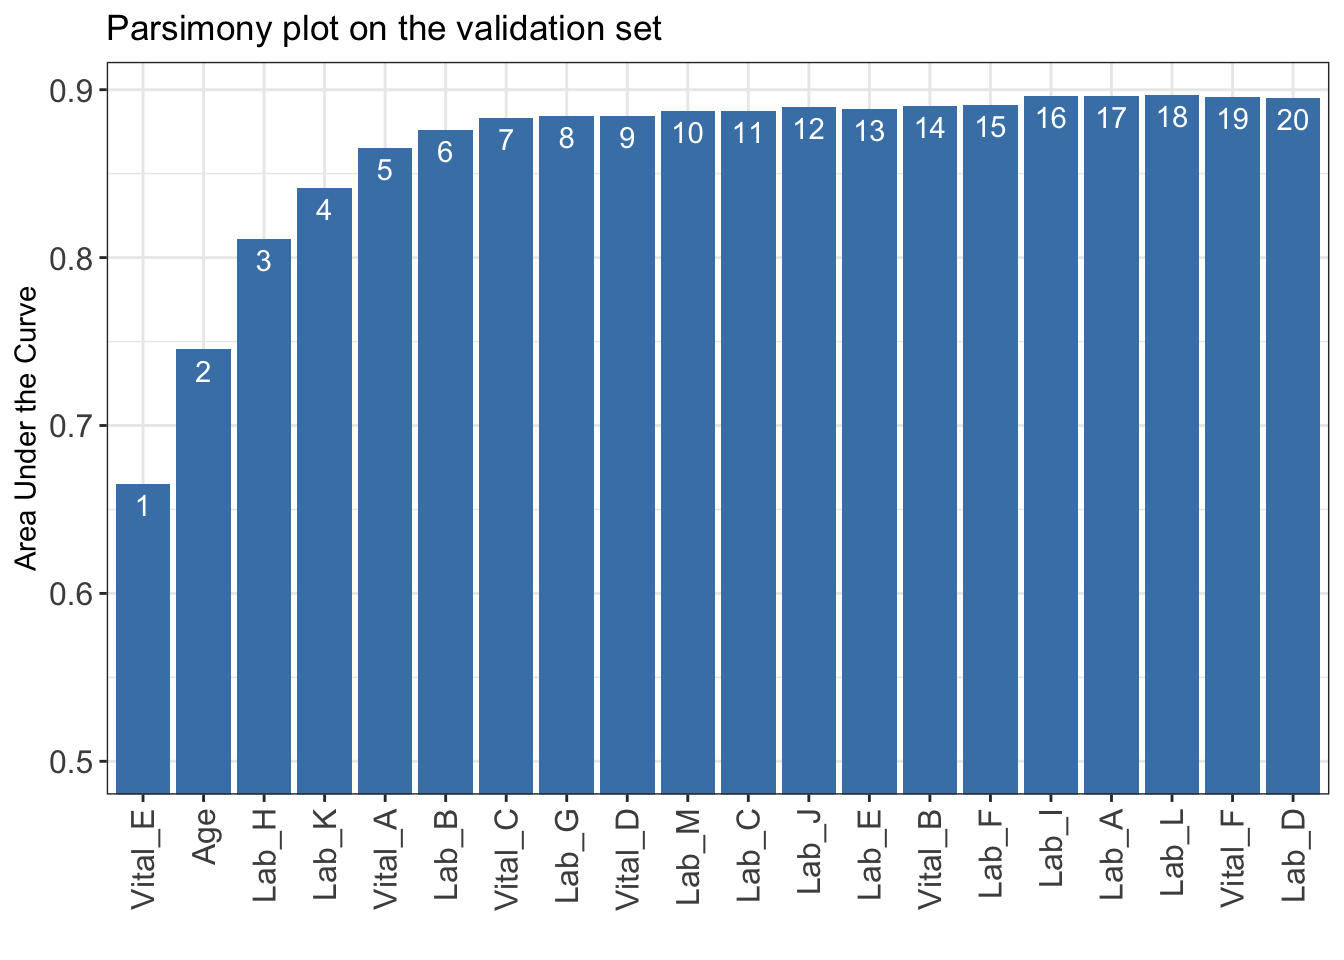 Parsimony plot on the validation set
Area Under the Curve
0.9
0.8
0.7
0.6
0.5
1
2
3
4
5
6
7
8
9
10
11
12
13
14
15
16
17
18
19
20
Vital_E
Age
Lab_H
Lab_K
Vital_A
Lab_B
Vital_C
Lab_G
Vital_D
Lab_M
Lab_C
Lab_J
Lab_E
Vital_B
Lab_F
Lab_I
Lab_A
Lab_L
Vital_F
Lab_D